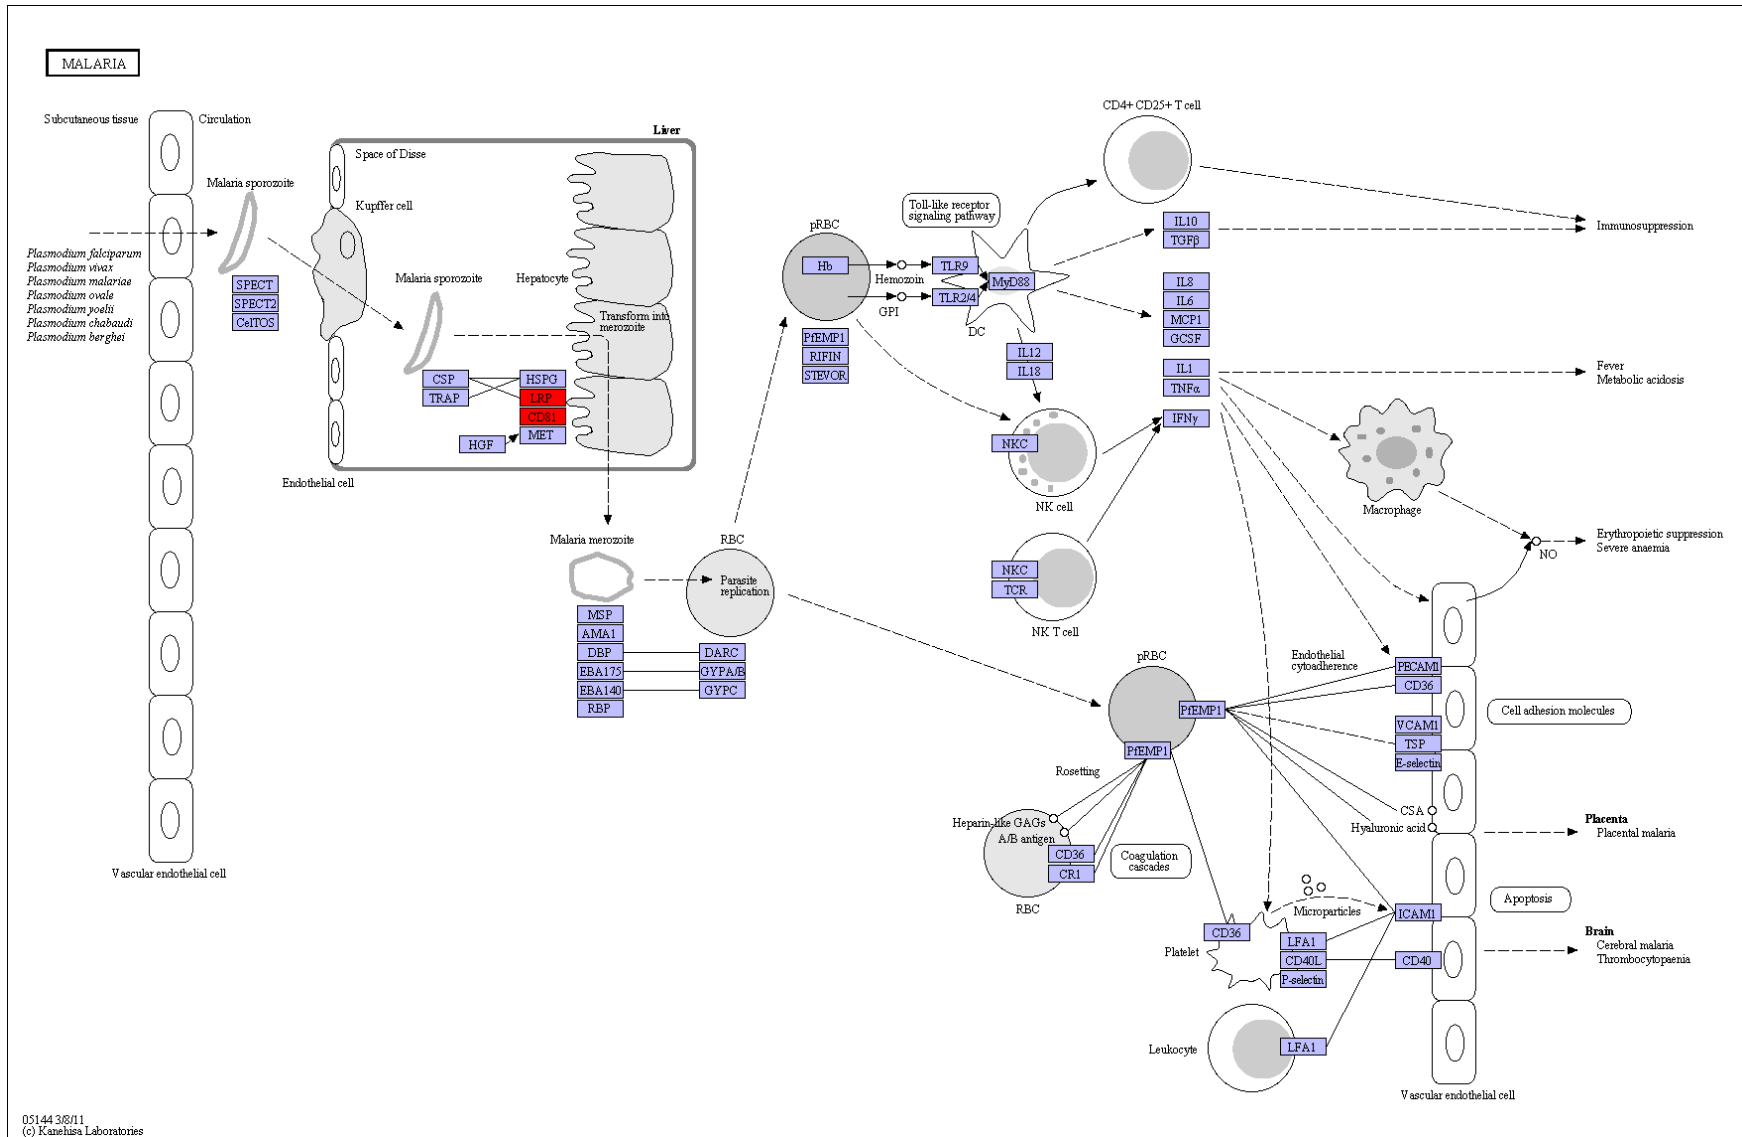 MALARIA
Subcutaneous tissue
Circulation
Malaria sporozoite
Plasmodium falciparum
Plasmodium vivax
Plasmodium malariae
Plasmodium ovale
Plasmodium yoelii
Plasmodium chabaudi
Plasmodium berghei
SPECT
SPECT2
CelTOS
Vascular endothelial cell
Liver
Space of Disse
Kupffer cell
Malaria sporozoite
Hepatocyte
Transform into
merozoite
CSP
TRAP
HSPG
LRP
CD81
MET
HGF
Endothelial cell
Malaria merozoite
MSP
AMA1
DBP
EBA175
EBA140
RBP
RBC
Parasite
replication
DARC
GYPA/B
GYPC
pRBC
Hb
Hemozoin
GPI
PfEMP1
RIFIN
STEVOR
Toll-like receptor
signaling pathway
TLR9
TLR2/4
MyD88
DC
IL12
IL18
CD4+ CD25+ T cell
IL10
TGFβ
IL8
IL6
MCP1
GCSF
IL1
TNFα
IFNγ
NKC
NK cell
NKC
TCR
NK T cell
Immunosuppression
Fever
Metabolic acidosis
Macrophage
NO
Erythropoietic suppression
Severe anaemia
pRBC
PfEMP1
PfEMP1
Rosetting
Heparin-like GAGs
A/B antigen
CD36
CR1
RBC
Coagulation
cascades
Endothelial
cytoadherence
PECAM1
CD36
VCAM1
TSP
E-selectin
CSA
Hyaluronic acid
Cell adhesion molecules
Placenta
Placental malaria
Microparticles
ICAM1
Apoptosis
CD36
Platelet
LFA1
CD40L
P-selectin
CD40
Brain
Cerebral malaria
Thrombocytopaenia
Leukocyte
LFA1
Vascular endothelial cell
05144 3/8/11
(c) Kanehisa Laboratories